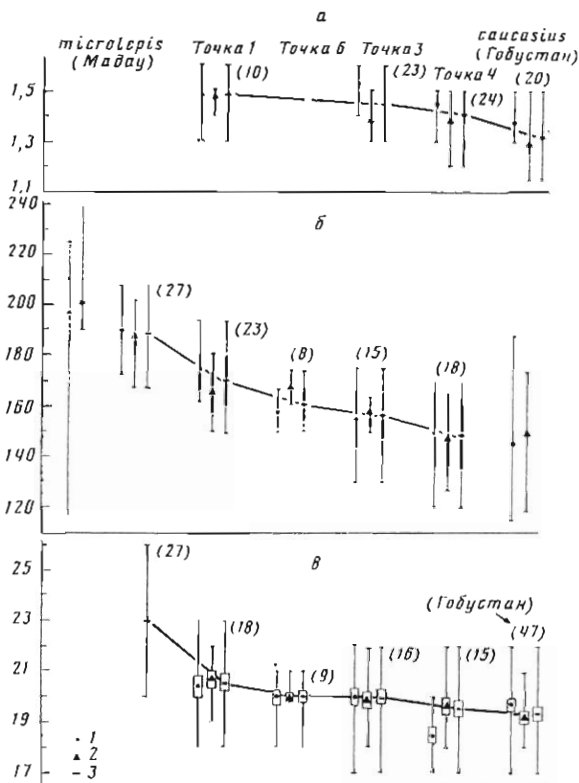 а
microlepis
(Мадау)
Точка 1
Точка 6
Точка 3
Точка 4
caucasius
(Гобустан)
(10)
(23)
(24)
(20)
1,5
1,3
1,1
б
240
220
200
180
160
140
120
(27)
(23)
(8)
(15)
(18)
в
25
23
21
19
17
(27)
(18)
(9)
(16)
(15)
(Гобустан)
(47)
• 1
▲ 2
– 3